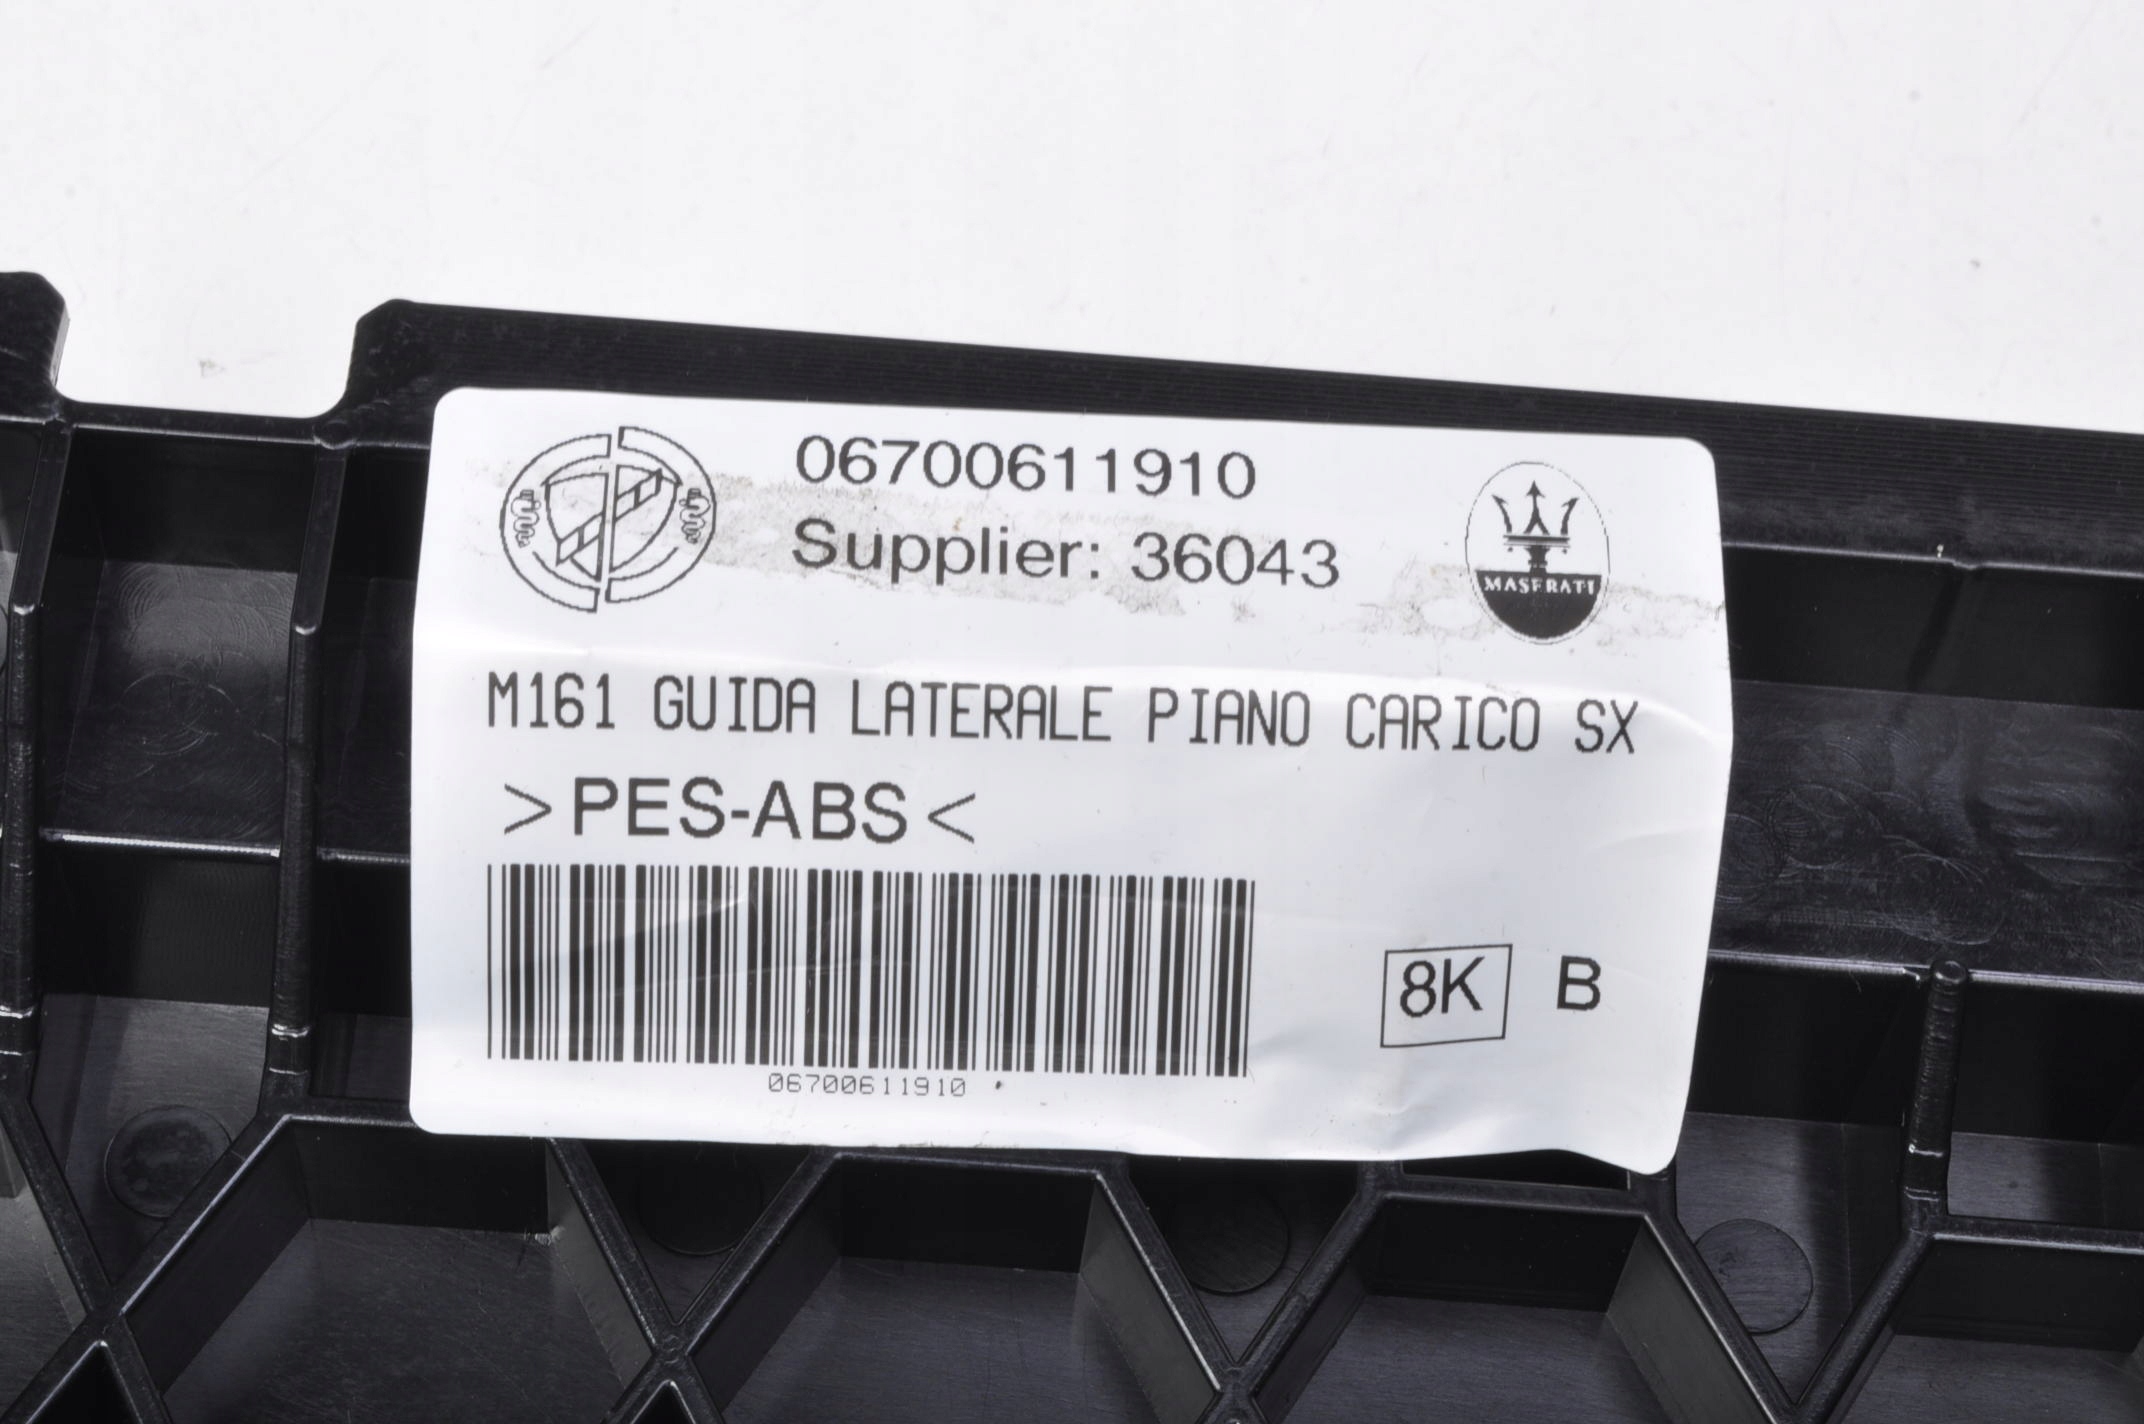 06700611910
Supplier: 36043
MASERATI
M161 GUIDA LATERALE PIANO CARICO SX
>PES-ABS<
06700611910
8K B